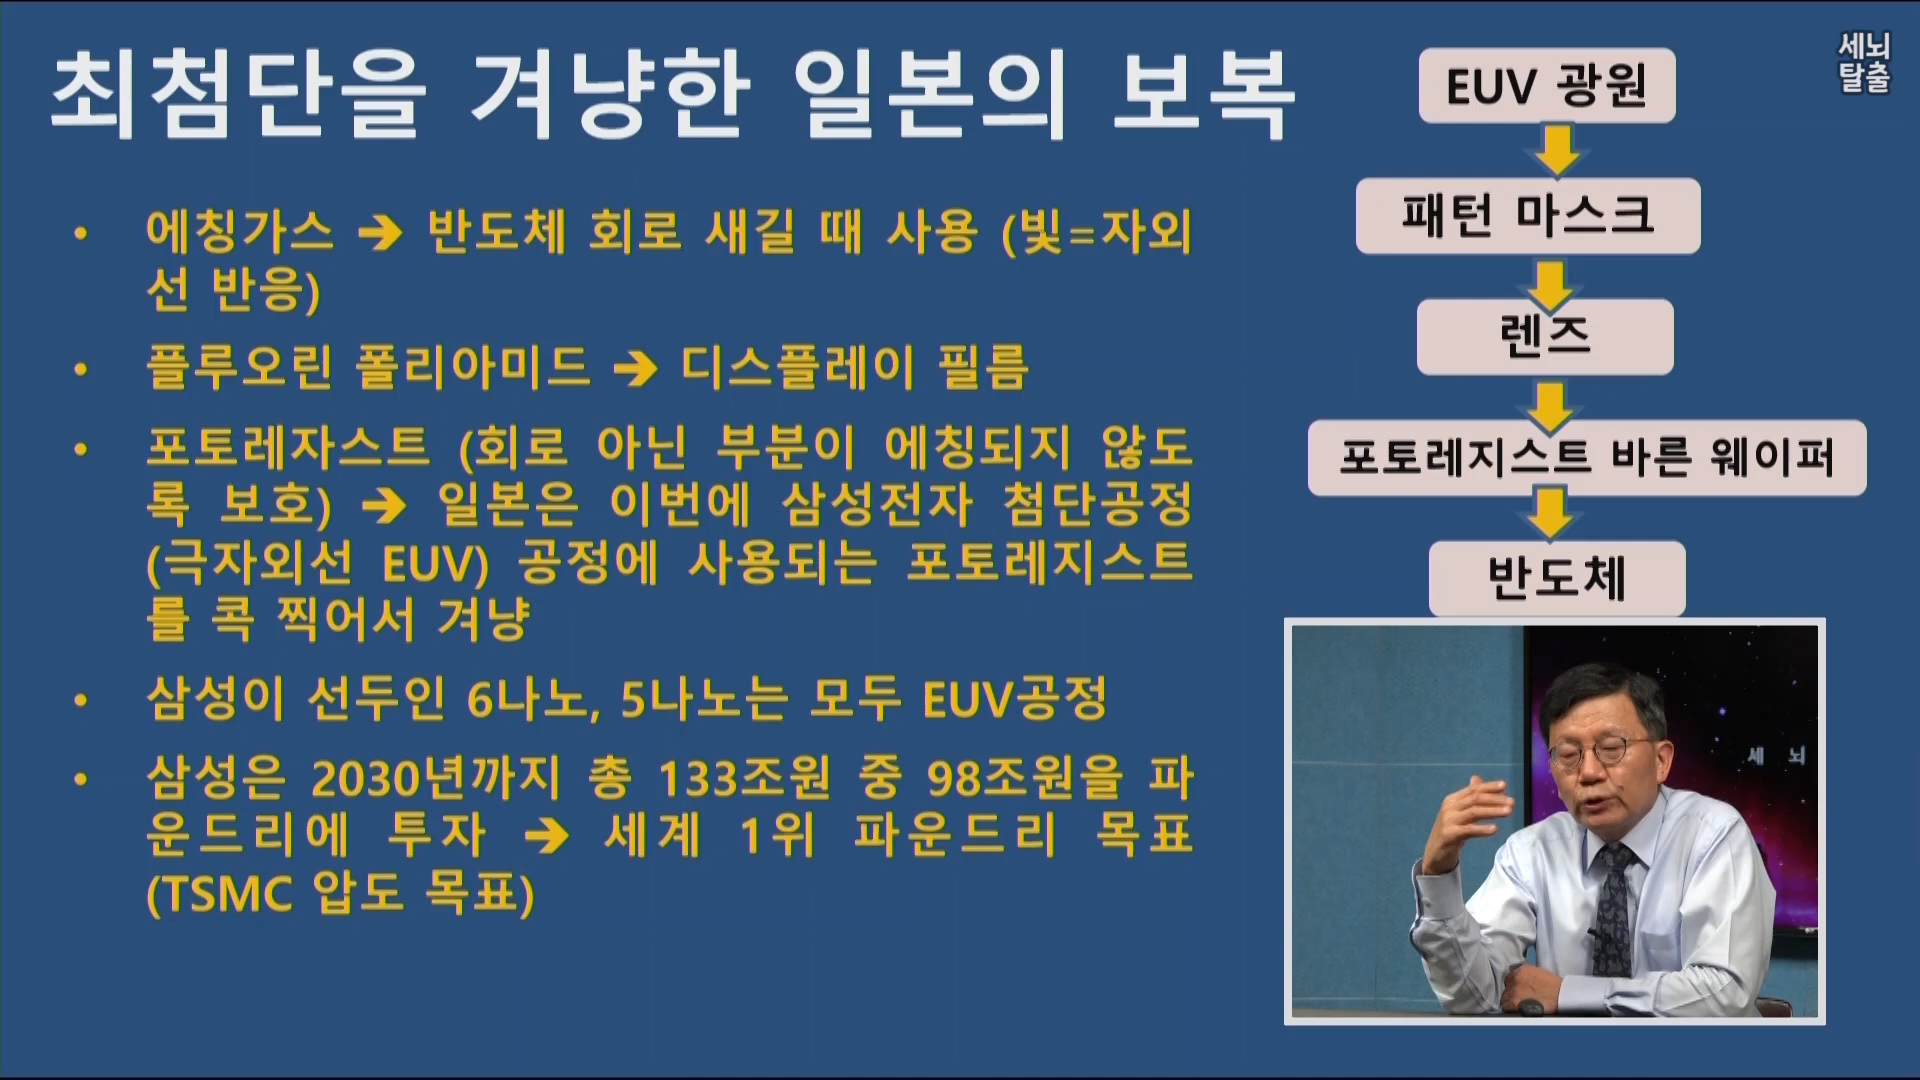 최첨단을 겨냥한 일본의 보복
• 에칭가스 ➔ 반도체 회로 새길 때 사용 (빛=자외
선 반응)
• 플루오린 폴리아미드 ➔ 디스플레이 필름
• 포토레자스트 (회로 아닌 부분이 에칭되지 않도
록 보호) ➔ 일본은 이번에 삼성전자 첨단공정
(극자외선 EUV) 공정에 사용되는 포토레지스트
를 콕 찍어서 겨냥
• 삼성이 선두인 6나노, 5나노는 모두 EUV공정
• 삼성은 2030년까지 총 133조원 중 98조원을 파
운드리에 투자 ➔ 세계 1위 파운드리 목표
(TSMC 압도 목표)
EUV 광원
패턴 마스크
렌즈
포토레지스트 바른 웨이퍼
반도체
세뇌
탈출
세 뇌